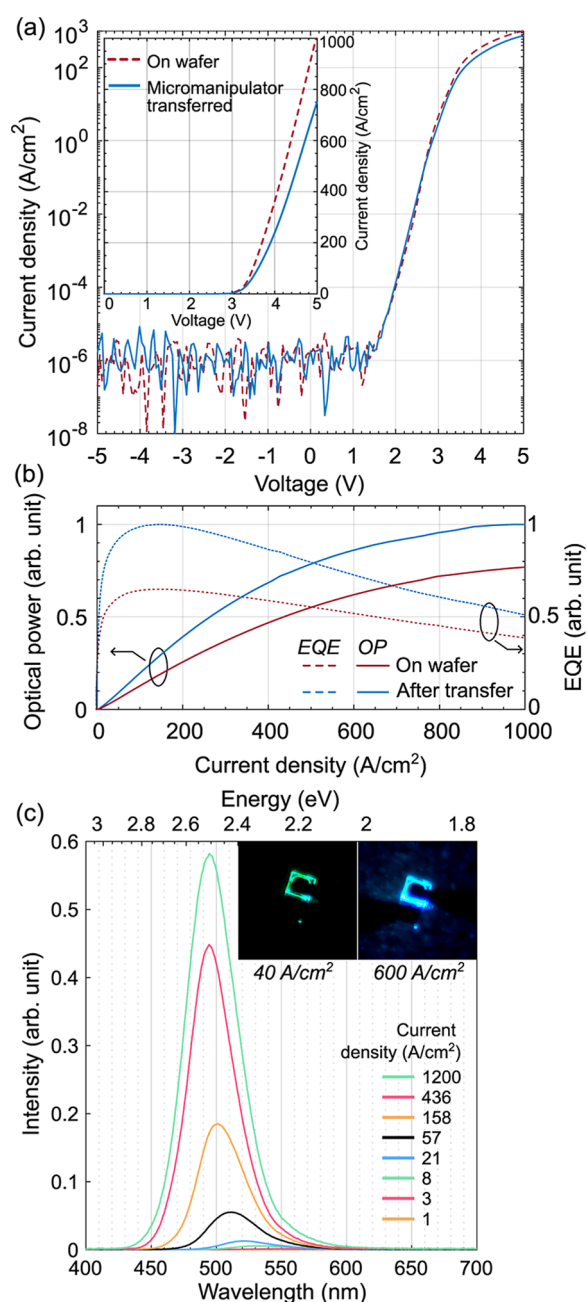 (a)
10^3
10^2
10^0
10^-2
10^-4
10^-6
10^-8
Current density (A/cm²)
On wafer
Micromanipulator
transferred
1000
800
600
400
200
0
Current density (A/cm²)
0 1 2 3 4 5
Voltage (V)
-5 -4 -3 -2 -1 0 1 2 3 4 5
Voltage (V)
(b)
Optical power (arb. unit)
1
0.5
0
1
0.5
0
EQE (arb. unit)
EQE OP
On wafer
After transfer
0 200 400 600 800 1000
Current density (A/cm²)
(c)
Energy (eV)
3 2.8 2.6 2.4 2.2 2 1.8
0.6
0.5
0.4
0.3
0.2
0.1
0
Intensity (arb. unit)
40 A/cm² 600 A/cm²
Current
density (A/cm²)
1200
436
158
57
21
8
3
1
400 450 500 550 600 650 700
Wavelength (nm)